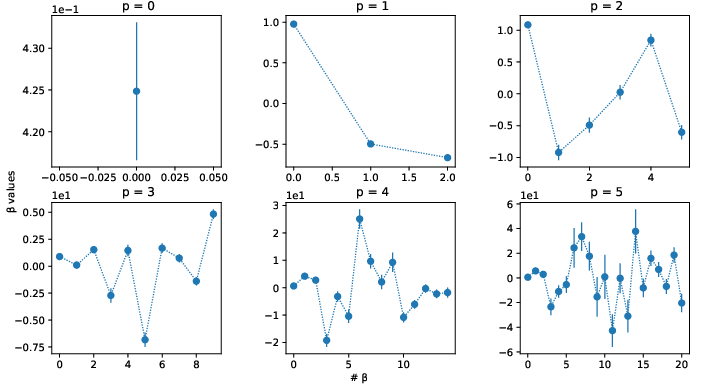 p = 0
1e−1
4.30
4.25
4.20
−0.050 −0.025 0.000 0.025 0.050
p = 1
1.0
0.5
0.0
−0.5
0.0 0.5 1.0 1.5 2.0
p = 2
1.0
0.5
0.0
−0.5
−1.0
0 2 4
β values
p = 3
1e1
0.50
0.25
0.00
−0.25
−0.50
−0.75
0 2 4 6 8
p = 4
1e1
3
2
1
0
−1
−2
0 5 10
p = 5
1e1
6
4
2
0
−2
−4
−6
0 5 10 15 20
# β